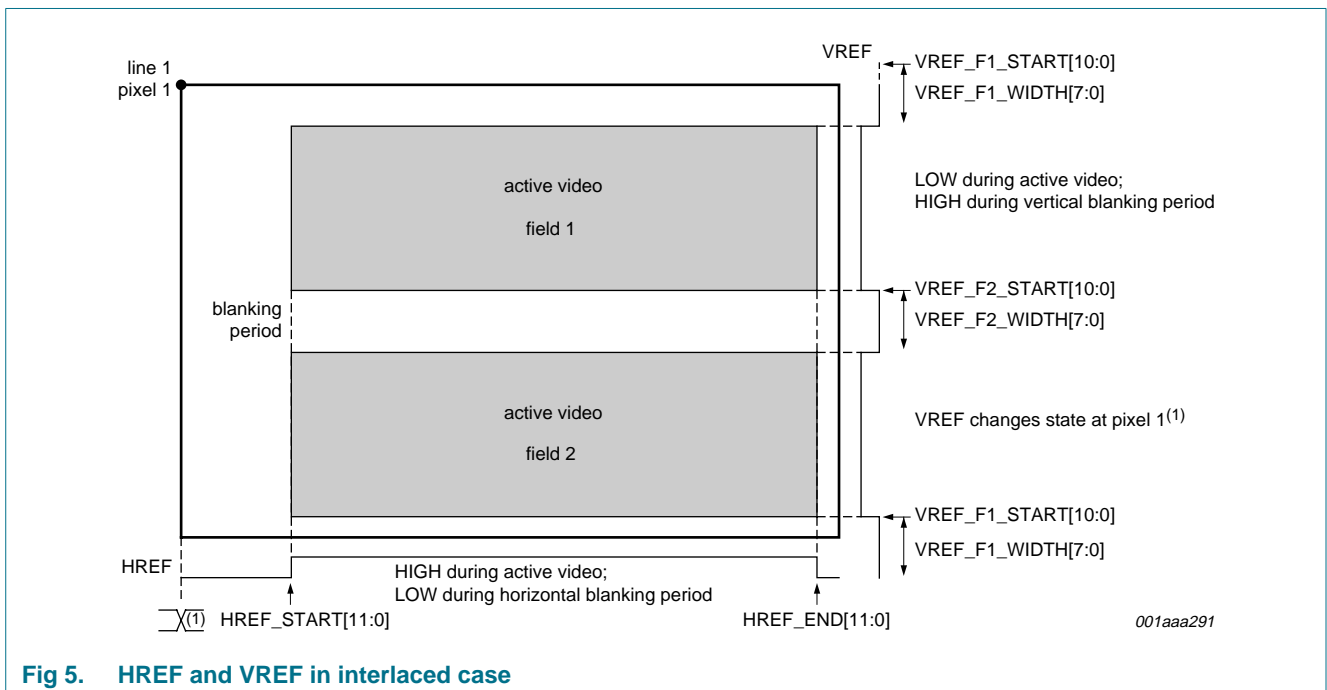 VREF
line 1
pixel 1
VREF_F1_START[10:0]
VREF_F1_WIDTH[7:0]
active video
field 1
LOW during active video;
HIGH during vertical blanking period
blanking
period
VREF_F2_START[10:0]
VREF_F2_WIDTH[7:0]
active video
field 2
VREF changes state at pixel 1(1)
VREF_F1_START[10:0]
VREF_F1_WIDTH[7:0]
HREF
HIGH during active video;
LOW during horizontal blanking period
(1) HREF_START[11:0]
HREF_END[11:0]
001aaa291
Fig 5. HREF and VREF in interlaced case